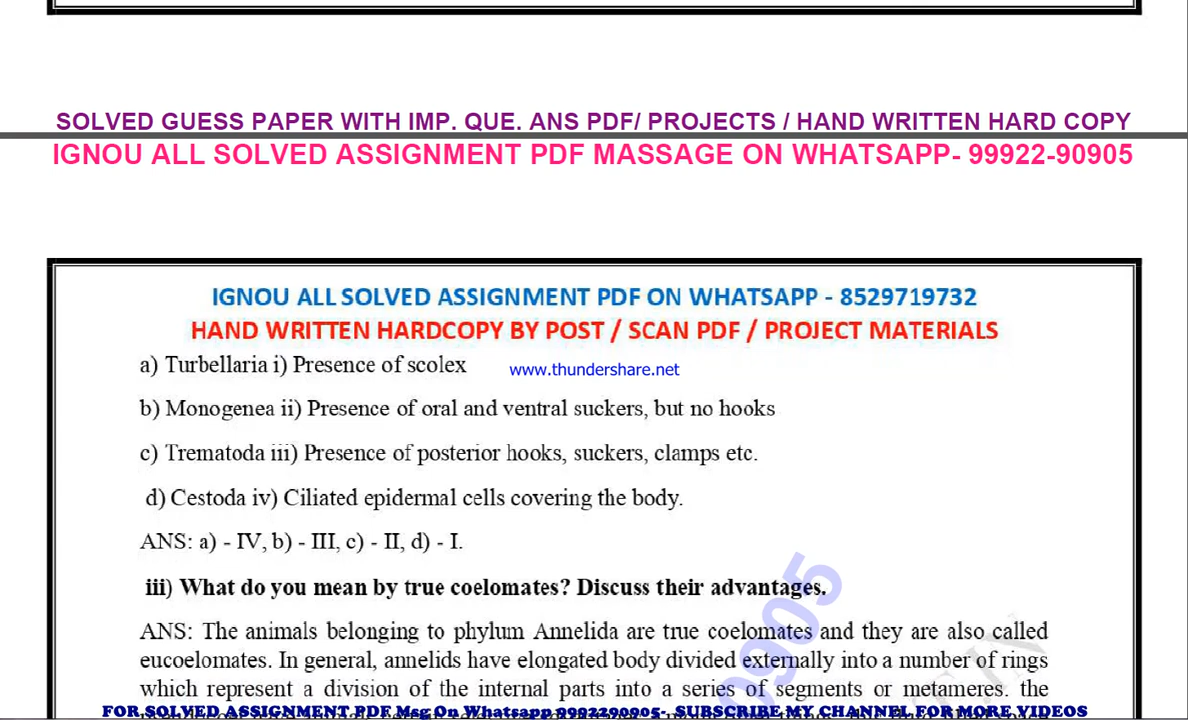 SOLVED GUESS PAPER WITH IMP. QUE. ANS PDF/ PROJECTS / HAND WRITTEN HARD COPY
IGNOU ALL SOLVED ASSIGNMENT PDF MASSAGE ON WHATSAPP- 99922-90905
IGNOU ALL SOLVED ASSIGNMENT PDF ON WHATSAPP - 8529719732
HAND WRITTEN HARDCOPY BY POST / SCAN PDF / PROJECT MATERIALS
a) Turbellaria i) Presence of scolex
www.thundershare.net
b) Monogenea ii) Presence of oral and ventral suckers, but no hooks
c) Trematoda iii) Presence of posterior hooks, suckers, clamps etc.
d) Cestoda iv) Ciliated epidermal cells covering the body.
ANS: a) - IV, b) - III, c) - II, d) - I.
iii) What do you mean by true coelomates? Discuss their advantages.
ANS: The animals belonging to phylum Annelida are true coelomates and they are also called
eucoelomates. In general, annelids have elongated body divided externally into a number of rings
which represent a division of the internal parts into a series of segments or metameres. the
0905
IN
FOR SOLVED ASSIGNMENT PDF Msg On Whatsapp 9992290905- SUBSCRIBE MY CHANNEL FOR MORE VIDEOS